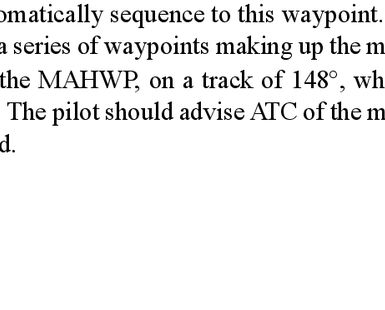 omatically sequence to this waypoint.
a series of waypoints making up the m
the MAHWP, on a track of 148°, wh
The pilot should advise ATC of the m
d.